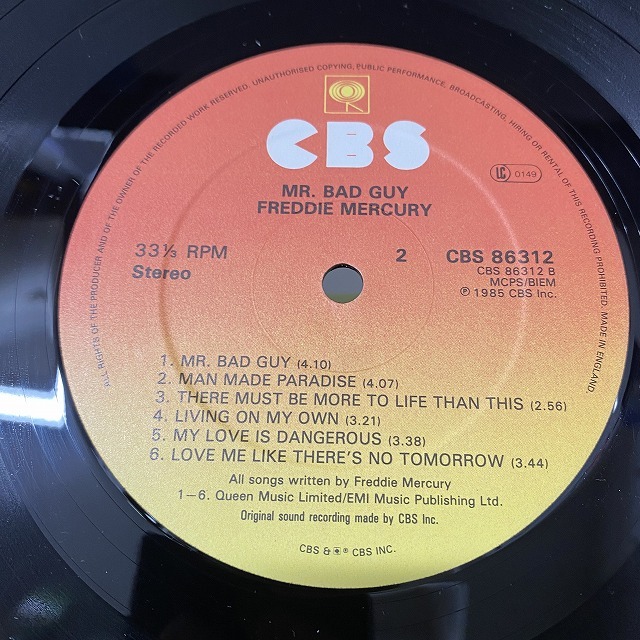 ALL RIGHTS OF THE PRODUCER AND OF THE OWNER OF THE RECORDED WORK RESERVED. UNAUTHORISED COPYING, PUBLIC PERFORMANCE, BROADCASTING, HIRING OR RENTAL OF THIS RECORDING PROHIBITED. MADE IN ENGLAND.
CBS
LC 0149
MR. BAD GUY
FREDDIE MERCURY
33⅓ RPM
Stereo
2
CBS 86312
CBS 86312 B
MCPS/BIEM
℗ 1985 CBS Inc.
1. MR. BAD GUY (4.10)
2. MAN MADE PARADISE (4.07)
3. THERE MUST BE MORE TO LIFE THAN THIS (2.56)
4. LIVING ON MY OWN (3.21)
5. MY LOVE IS DANGEROUS (3.38)
6. LOVE ME LIKE THERE'S NO TOMORROW (3.44)
All songs written by Freddie Mercury
1–6. Queen Music Limited/EMI Music Publishing Ltd.
Original sound recording made by CBS Inc.
CBS & ® CBS INC.